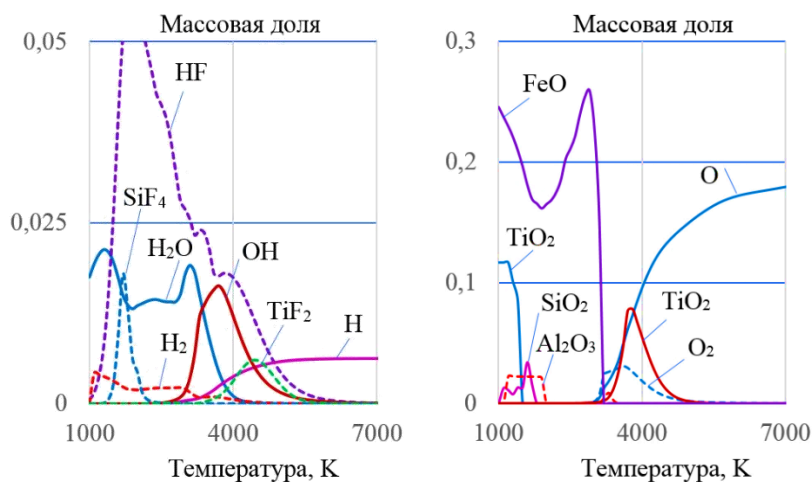 Массовая доля
0,05
HF
SiF₄
0,025
H₂O
OH
TiF₂
H
H₂
0
1000
4000
7000
Температура, K
Массовая доля
0,3
FeO
0,2
O
TiO₂
0,1
SiO₂
TiO₂
Al₂O₃
O₂
0
1000
4000
7000
Температура, K